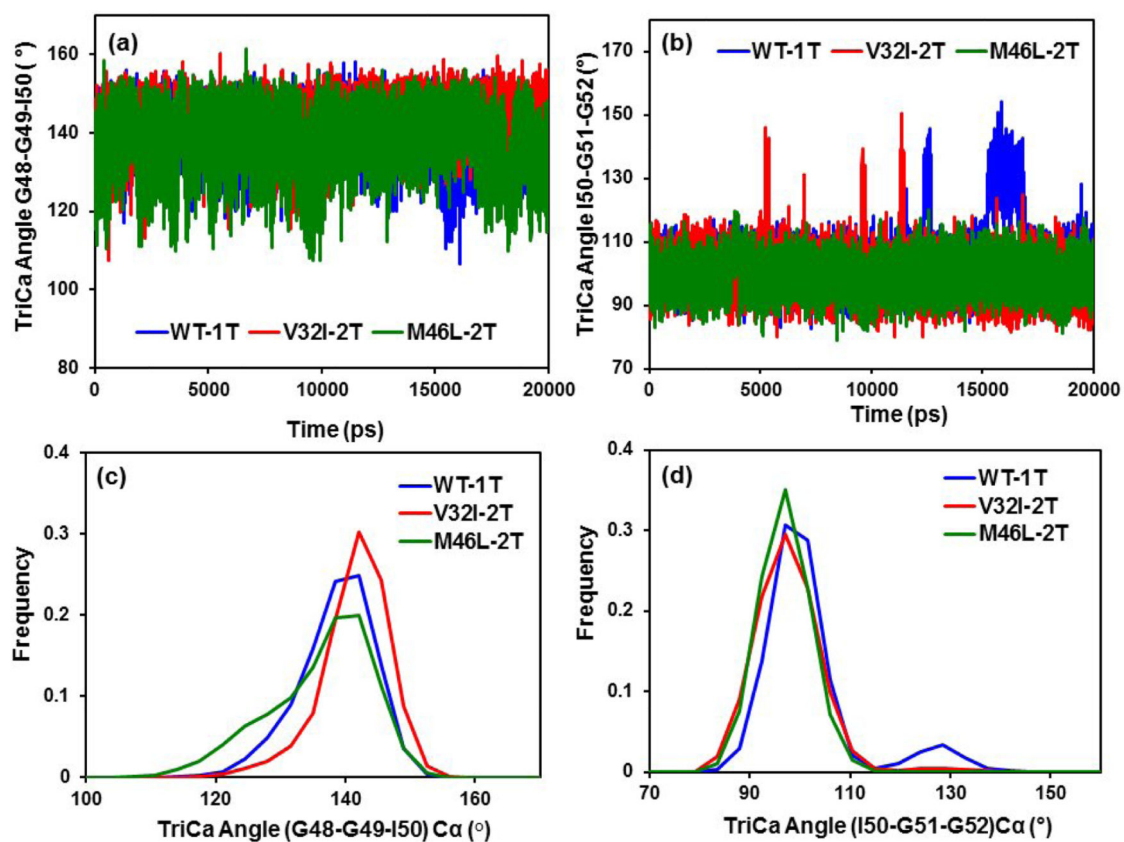 (a)
TriCa Angle G48-G49-I50 (°)
160
140
120
100
80
WT-1T V32I-2T M46L-2T
0 5000 10000 15000 20000
Time (ps)
(b)
TriCa Angle I50-G51-G52(°)
WT-1T V32I-2T M46L-2T
170
150
130
110
90
70
0 5000 10000 15000 20000
Time (ps)
(c)
Frequency
0.4
0.3
0.2
0.1
0
WT-1T
V32I-2T
M46L-2T
100 120 140 160
TriCa Angle (G48-G49-I50) Cα (°)
(d)
Frequency
0.4
0.3
0.2
0.1
0
WT-1T
V32I-2T
M46L-2T
70 90 110 130 150
TriCa Angle (I50-G51-G52)Cα (°)